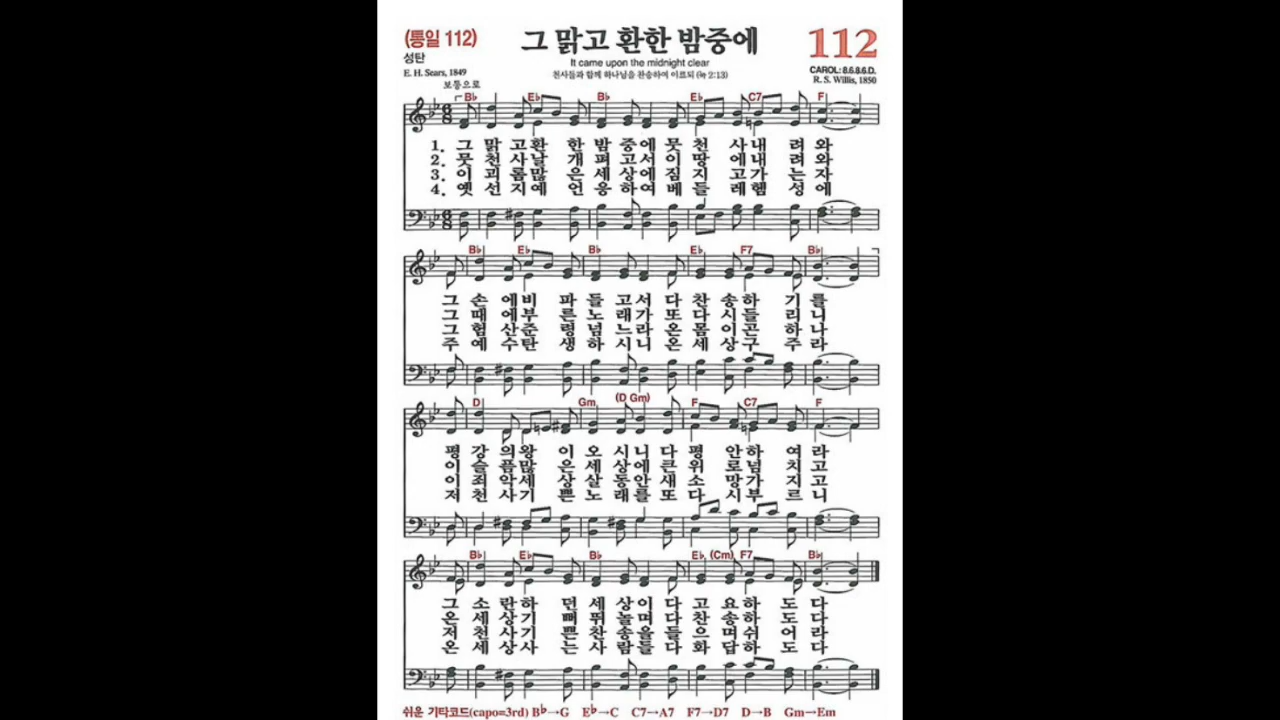 (통일 112)
그 맑고 환한 밤중에
112
성탄
It came upon the midnight clear
E. H. Sears, 1849
천사들과 함께 하나님을 찬송하여 이르되 (눅 2:13)
CAROL: 8.6.8.6.D.
R. S. Willis, 1850
보통으로
B♭ E♭ B♭ E♭ C7 F
1. 그 맑 고환 한 밤 중에 뭇 천 사내 려 와
2. 뭇 천 사날 개 펴 고서 이 땅 에내 려 와
3. 이 괴 롬많 은 세 상에 짐 지 고가 는 자
4. 옛 선 지예 언 응 하여 베 들 레헴 성 에
B♭ E♭ B♭ E♭ F7 B♭
그 손 에비 파 들 고서 다 찬 송하 기 를
그 때 에부 른 노 래가 또 다 시들 리 니
그 험 산준 령 넘 느라 온 몸 이곤 하 나
주 예 수탄 생 하 시니 온 세 상구 주 라
D Gm (D Gm) F C7 F
평 강 의왕 이 오 시니 다 평 안하 여 라
이 슬 픔많 은 세 상에 큰 위 로넘 치 고
이 죄 악세 상 살 동안 새 소 망가 지 고
저 천 사기 쁜 노 래를 또 다 시부 르 니
B♭ E♭ B♭ E♭ (Cm) F7 B♭
그 소 란하 던 세 상이 다 고 요하 도 다
온 세 상기 뻐 뛰 놀며 다 찬 송하 도 다
저 천 사기 쁜 찬 송을 들 으 며쉬 어 라
온 세 상사 는 사 람들 다 화 답하 도 다
쉬운 기타코드(capo=3rd) B♭→G E♭→C C7→A7 F7→D7 D→B Gm→Em